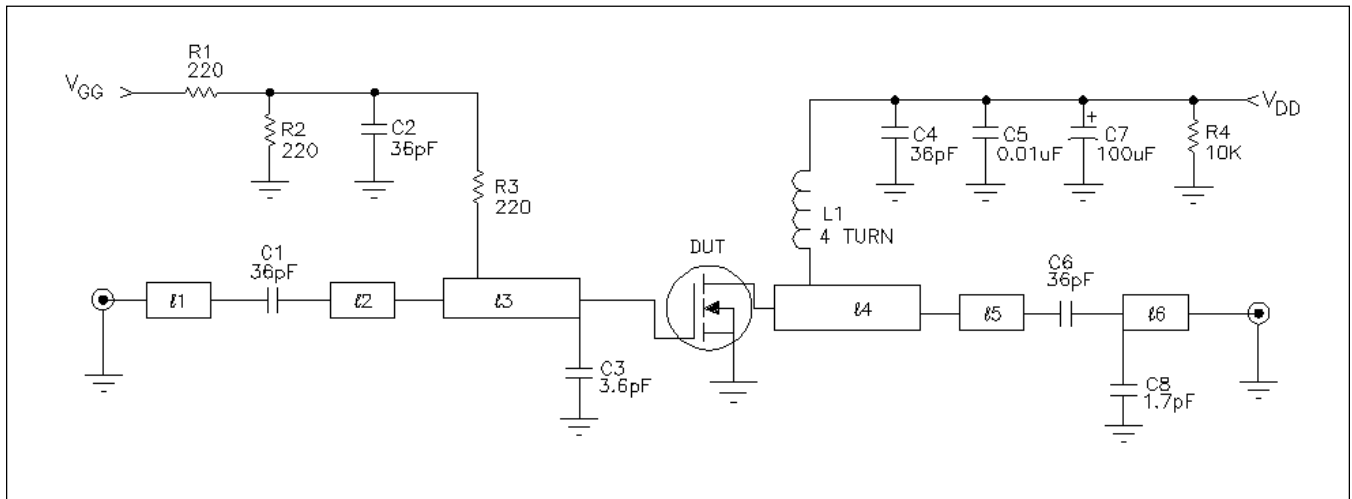 R1
220
VGG
R2
220
C2
36pF
R3
220
C1
36pF
ℓ1
ℓ2
ℓ3
C3
3.6pF
DUT
L1
4 TURN
C4
36pF
C5
0.01uF
+
C7
100uF
R4
10K
VDD
ℓ4
ℓ5
C6
36pF
ℓ6
C8
1.7pF